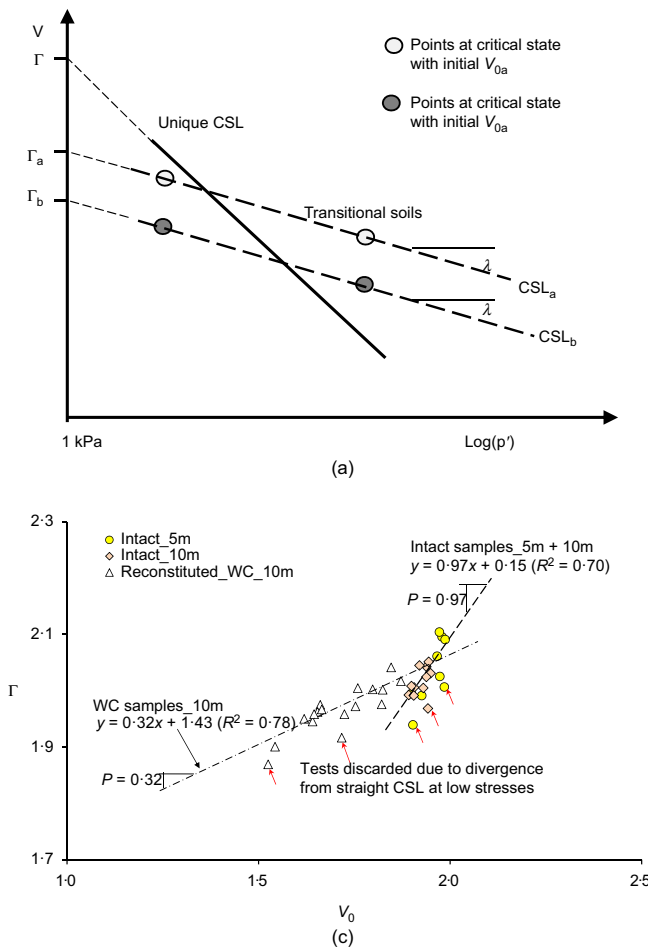 V
Γ
Γa
Γb
Unique CSL
Points at critical state
with initial V0a
Points at critical state
with initial V0a
Transitional soils
λ
CSLa
λ
CSLb
1 kPa
Log(p′)
(a)
2·3
2·1
1·9
1·7
Γ
Intact_5m
Intact_10m
Reconstituted_WC_10m
Intact samples_5m + 10m
y = 0·97x + 0·15 (R² = 0·70)
P = 0·97
WC samples_10m
y = 0·32x + 1·43 (R² = 0·78)
P = 0·32
Tests discarded due to divergence
from straight CSL at low stresses
1·0
1·5
2·0
2·5
V0
(c)